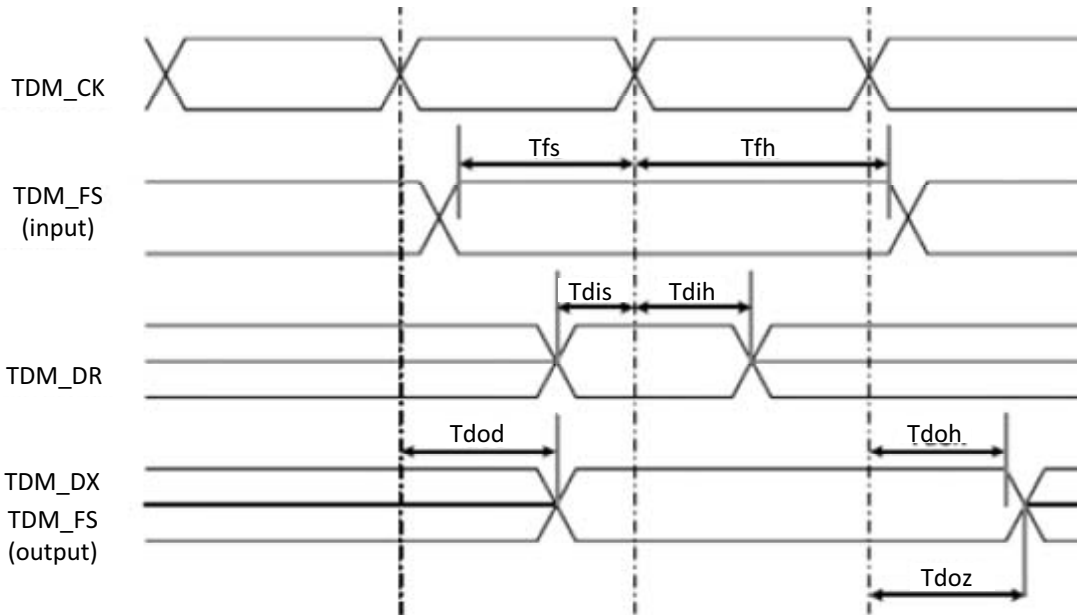 TDM_CK
Tfs
Tfh
TDM_FS
(input)
Tdis
Tdih
TDM_DR
Tdod
Tdoh
TDM_DX
TDM_FS
(output)
Tdoz